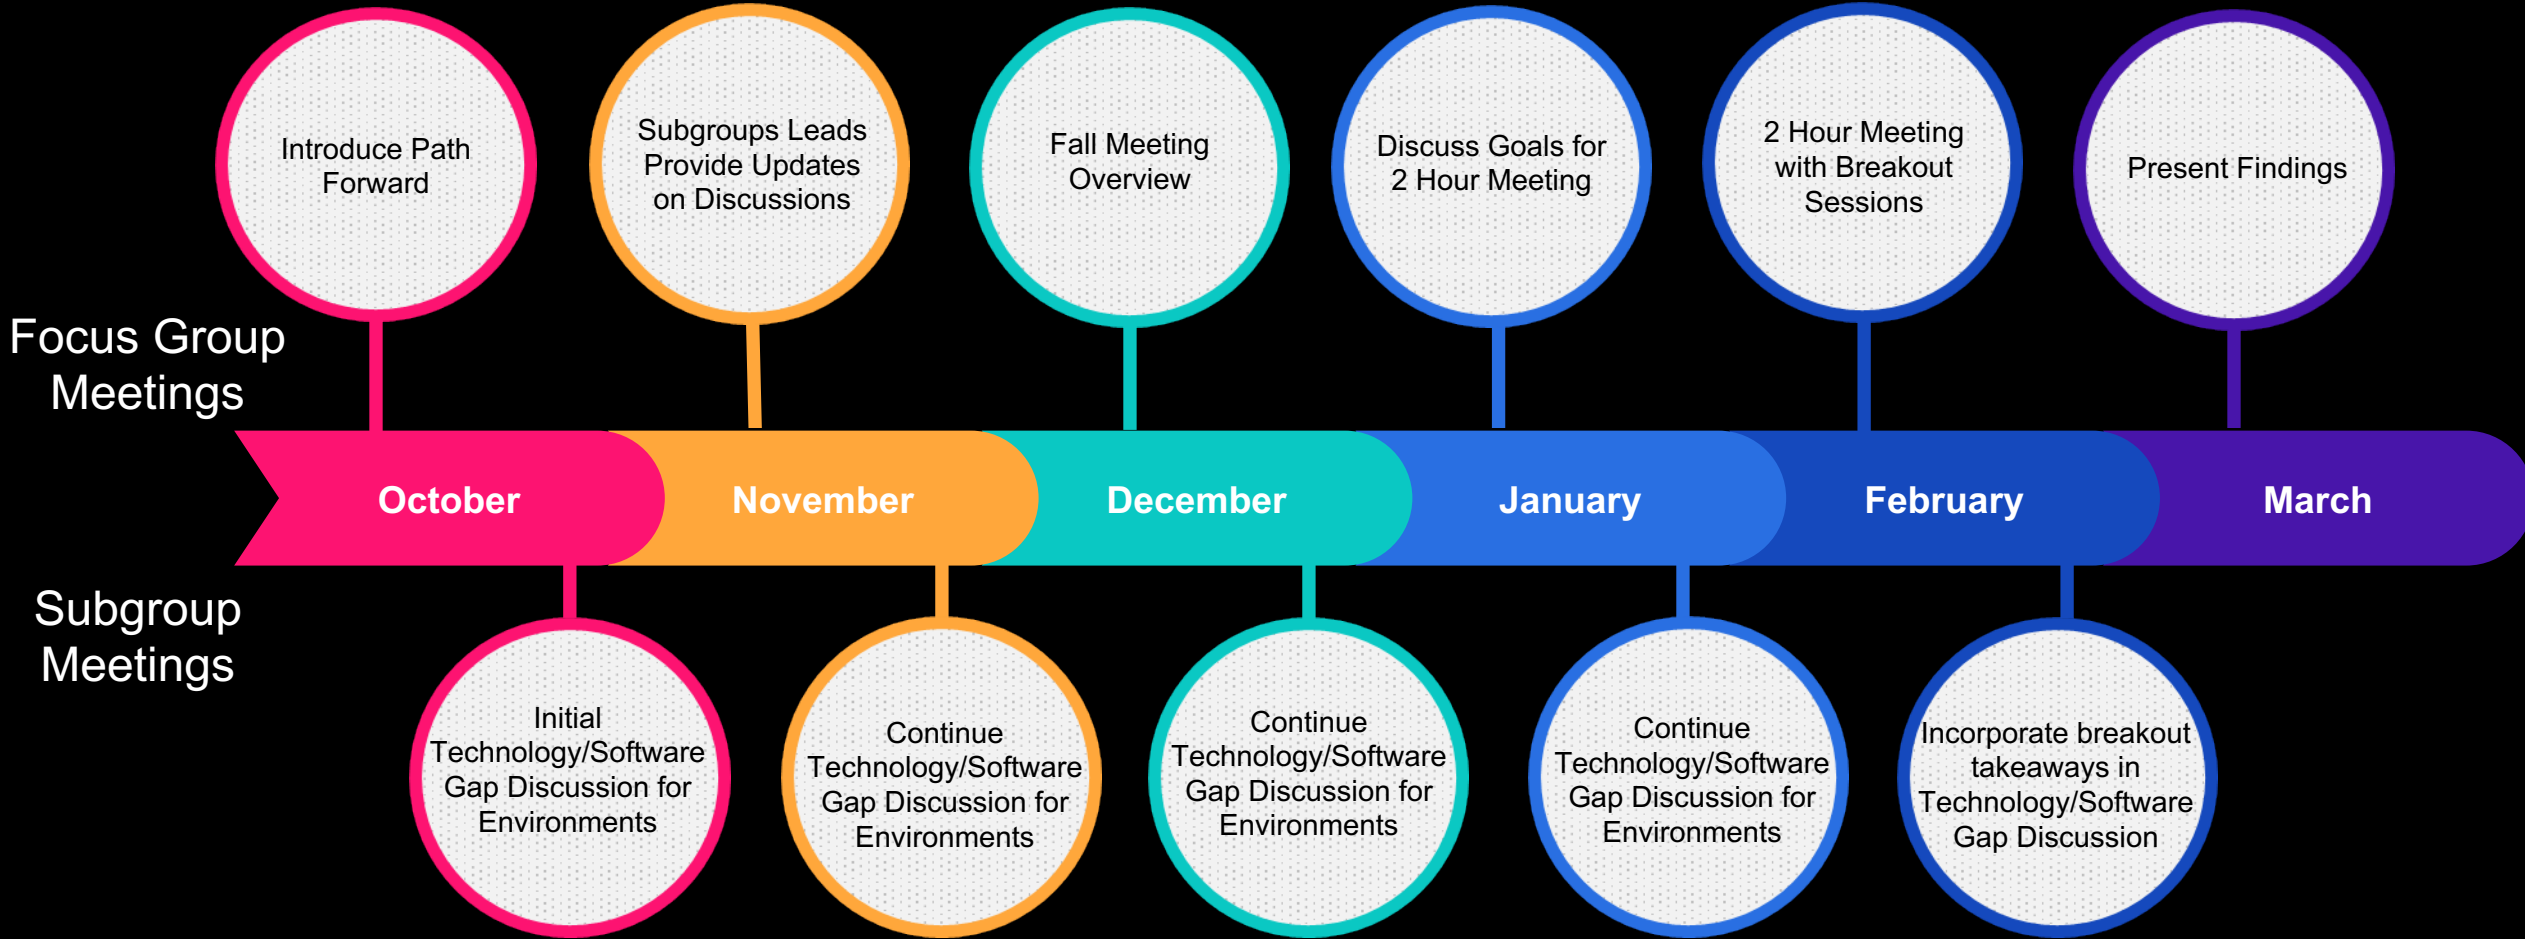 Introduce Path
Forward
Subgroups Leads
Provide Updates
on Discussions
Fall Meeting
Overview
Discuss Goals for
2 Hour Meeting
2 Hour Meeting
with Breakout
Sessions
Present Findings
Focus Group
Meetings
October
November
December
January
February
March
Subgroup
Meetings
Initial
Technology/Software
Gap Discussion for
Environments
Continue
Technology/Software
Gap Discussion for
Environments
Continue
Technology/Software
Gap Discussion for
Environments
Continue
Technology/Software
Gap Discussion for
Environments
Incorporate breakout
takeaways in
Technology/Software
Gap Discussion